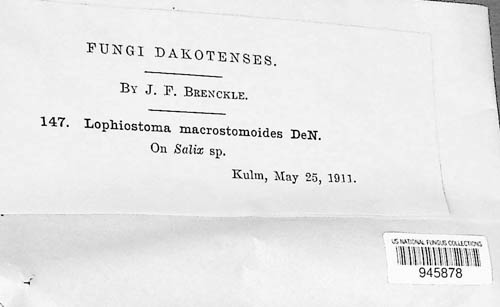 FUNGI DAKOTENSES.
By J. F. Brenckle.
147. Lophiostoma macrostomoides DeN.
On Salix sp.
Kulm, May 25, 1911.
US NATIONAL FUNGUS COLLECTIONS
945878